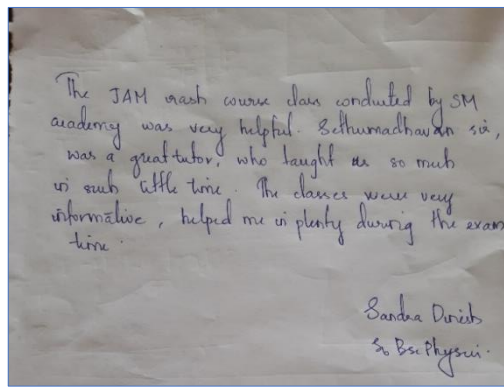 The JAM crash course class conducted by SM
academy was very helpful. Sethumadhavan sir,
was a great tutor, who taught us so much
in such little time. The classes were very
informative, helped me in plenty during the exam
time.
Sandra Dinesh
S6 Bsc Physics.